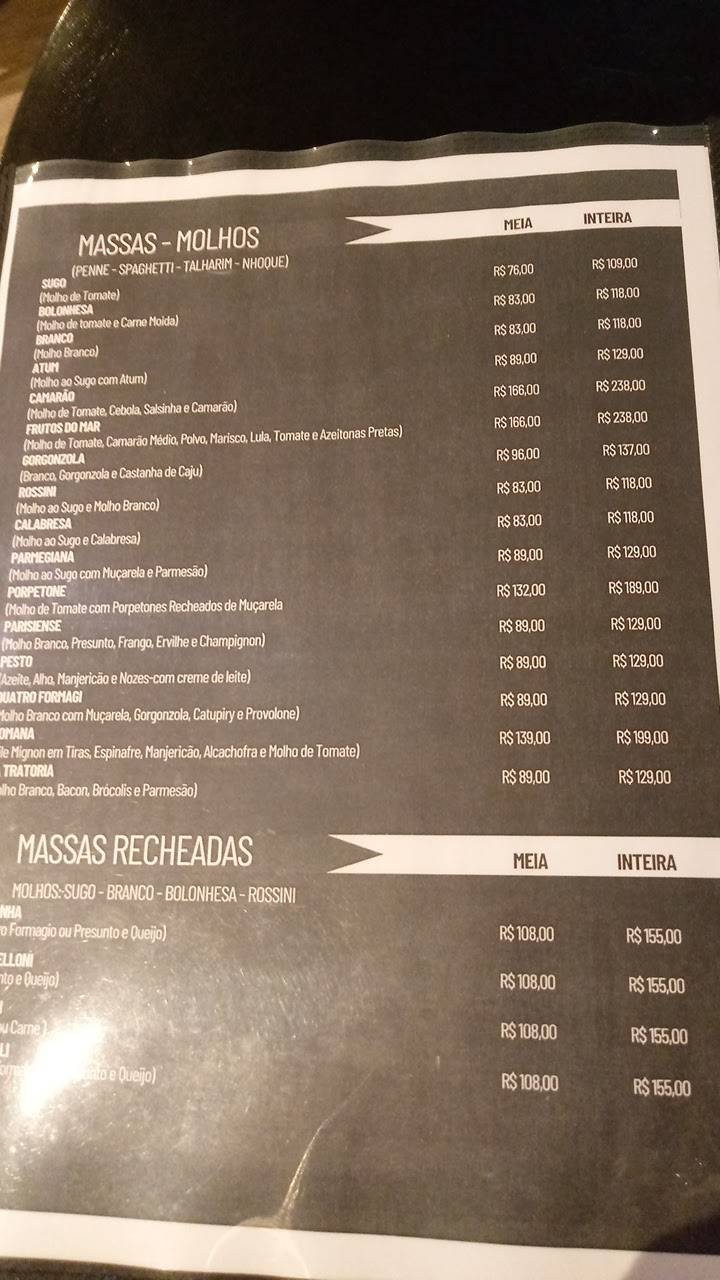 MASSAS - MOLHOS MEIA INTEIRA
(PENNE - SPAGHETTI - TALHARIM - NHOQUE)
SUGO R$ 76,00 R$ 109,00
(Molho de Tomate)
BOLONHESA R$ 83,00 R$ 118,00
(Molho de tomate e Carne Moida)
BRANCO R$ 83,00 R$ 118,00
(Molho Branco)
ATUM R$ 89,00 R$ 129,00
(Molho ao Sugo com Atum)
CAMARÃO R$ 166,00 R$ 238,00
(Molho de Tomate, Cebola, Salsinha e Camarão)
FRUTOS DO MAR R$ 166,00 R$ 238,00
(Molho de Tomate, Camarão Médio, Polvo, Marisco, Lula, Tomate e Azeitonas Pretas)
GORGONZOLA R$ 96,00 R$ 137,00
(Branco, Gorgonzola e Castanha de Caju)
ROSSINI R$ 83,00 R$ 118,00
(Molho ao Sugo e Molho Branco)
CALABRESA R$ 83,00 R$ 118,00
(Molho ao Sugo e Calabresa)
PARMEGIANA R$ 89,00 R$ 129,00
(Molho ao Sugo com Muçarela e Parmesão)
PORPETONE R$ 132,00 R$ 189,00
(Molho de Tomate com Porpetones Recheados de Muçarela
PARISIENSE R$ 89,00 R$ 129,00
(Molho Branco, Presunto, Frango, Ervilhe e Champignon)
PESTO R$ 89,00 R$ 129,00
(Azeite, Alho, Manjericão e Nozes-com creme de leite)
QUATRO FORMAGI R$ 89,00 R$ 129,00
Molho Branco com Muçarela, Gorgonzola, Catupiry e Provolone)
OMANA R$ 139,00 R$ 199,00
ile Mignon em Tiras, Espinafre, Manjericão, Alcachofra e Molho de Tomate)
TRATORIA R$ 89,00 R$ 129,00
lho Branco, Bacon, Brócolis e Parmesão)
MASSAS RECHEADAS MEIA INTEIRA
MOLHOS:-SUGO - BRANCO - BOLONHESA - ROSSINI
NHA
o Formagio ou Presunto e Queijo) R$ 108,00 R$ 155,00
ELLONI
nto e Queijo) R$ 108,00 R$ 155,00
u Carne) R$ 108,00 R$ 155,00
LI
e Queijo) R$ 108,00 R$ 155,00